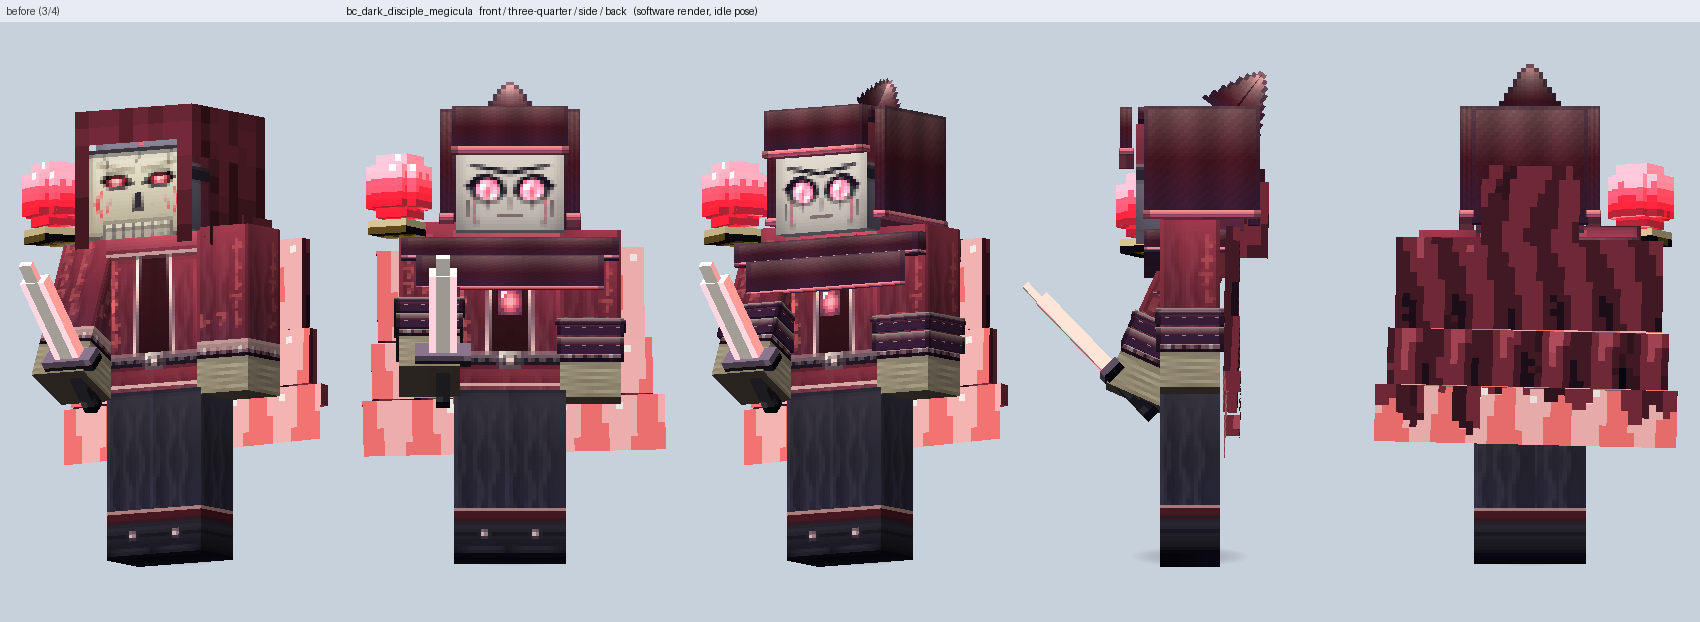 before (3/4)
bc_dark_disciple_megicula front / three-quarter / side / back (software render, idle pose)